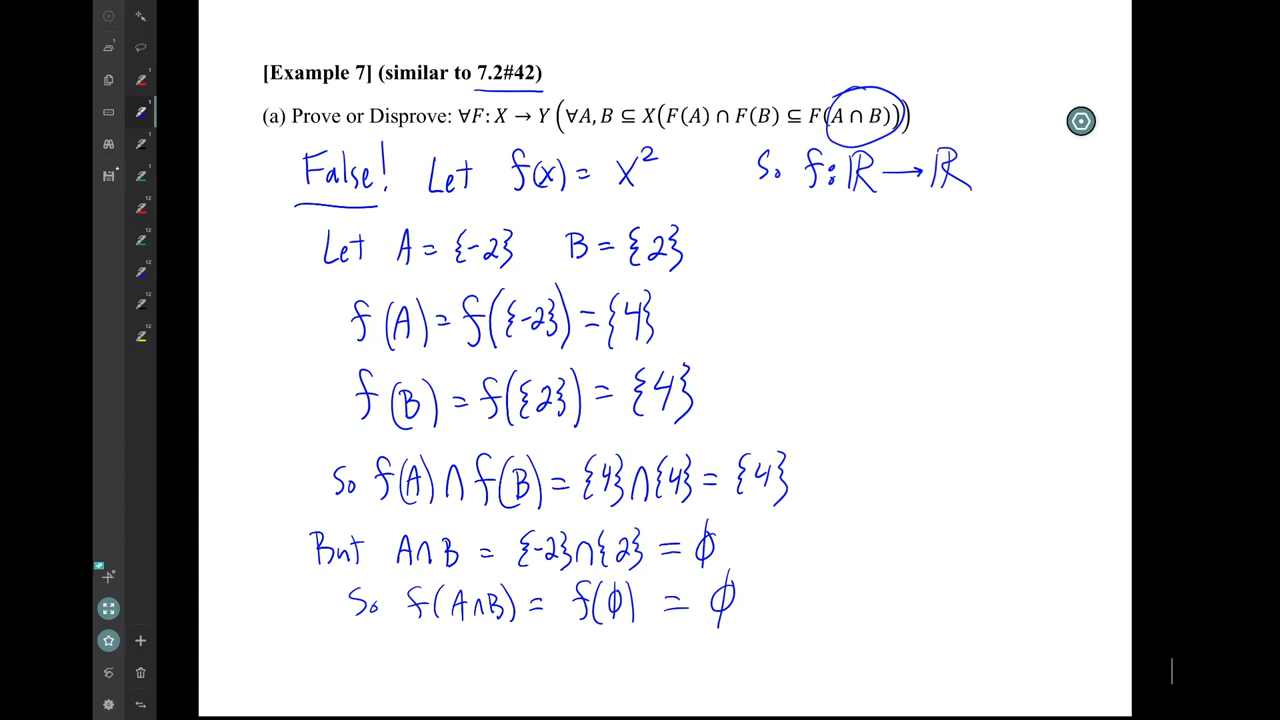 [Example 7] (similar to 7.2#42)
(a) Prove or Disprove: ∀F: X → Y (∀A, B ⊆ X(F(A) ∩ F(B) ⊆ F(A ∩ B)))
False! Let f(x) = x² So f: ℝ → ℝ
Let A = {-2} B = {2}
f(A) = f({-2}) = {4}
f(B) = f({2}) = {4}
So f(A) ∩ f(B) = {4} ∩ {4} = {4}
But A∩B = {-2} ∩ {2} = ϕ
So f(A∩B) = f(ϕ) = ϕ